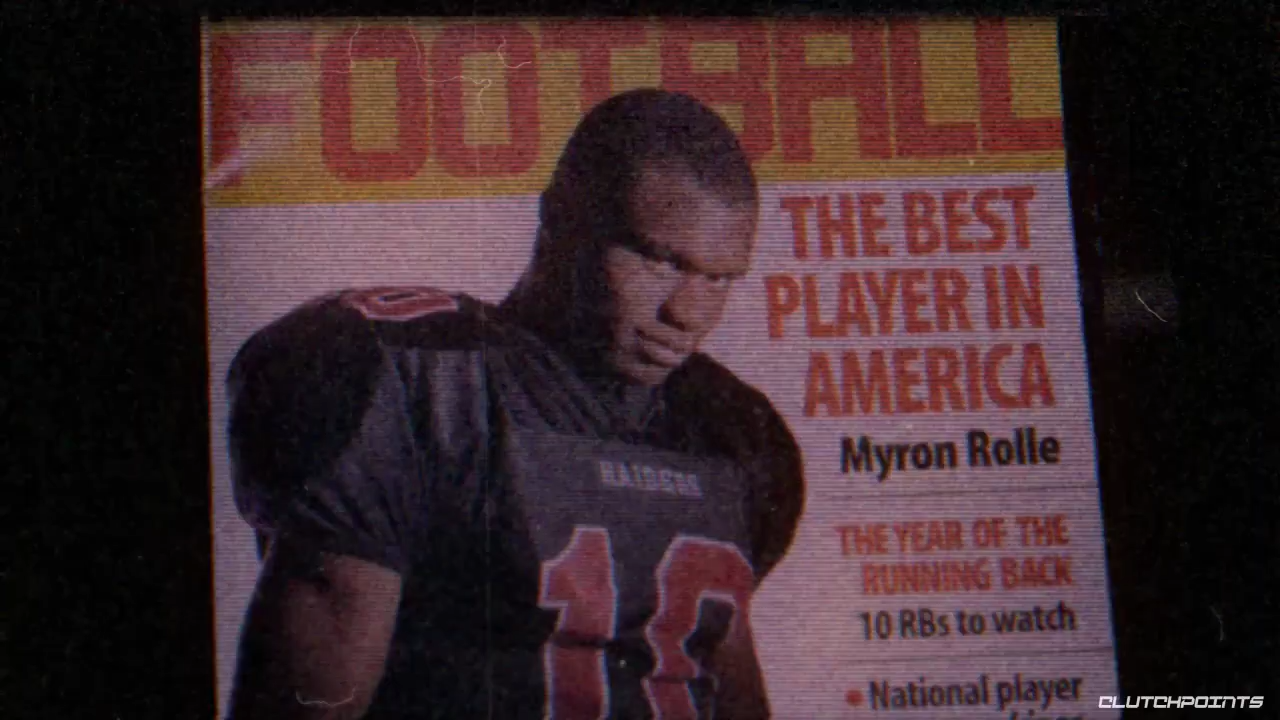 FOOTBALL
THE BEST
PLAYER IN
AMERICA
Myron Rolle
THE YEAR OF THE
RUNNING BACK
10 RBs to watch
• National player
RAIDERS
10
CLUTCHPOINTS